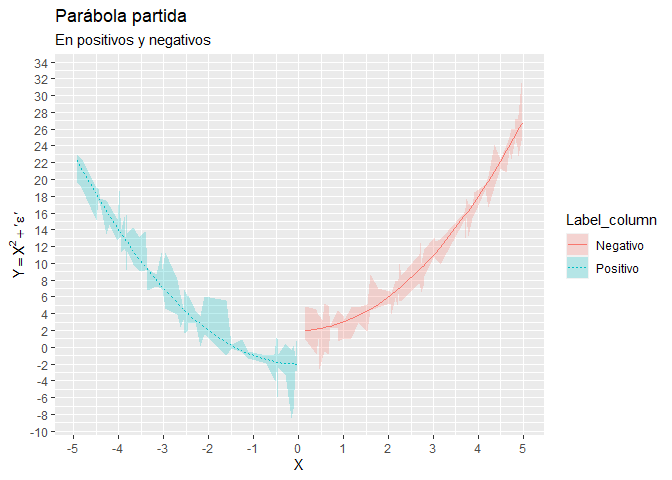 Parábola partida
En positivos y negativos
34
32
30
28
26
24
22
20
18
16
14
12
10
8
6
4
2
0
-2
-4
-6
-8
-10
Y = X² + ′ε′
-5 -4 -3 -2 -1 0 1 2 3 4 5
X
Label_column
Negativo
Positivo